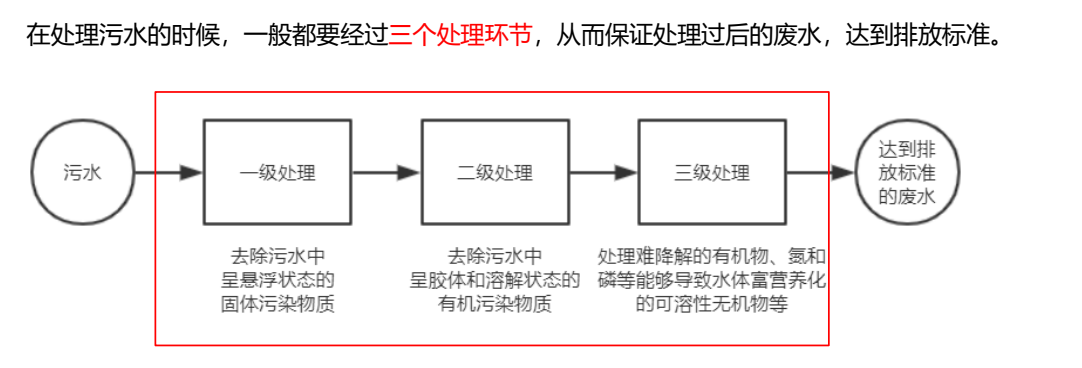 在处理污水的时候，一般都要经过三个处理环节，从而保证处理过后的废水，达到排放标准。
污水
一级处理
二级处理
三级处理
达到排
放标准
的废水
去除污水中
呈悬浮状态的
固体污染物质
去除污水中
呈胶体和溶解状态的
有机污染物质
处理难降解的有机物、氮和
磷等能够导致水体富营养化
的可溶性无机物等